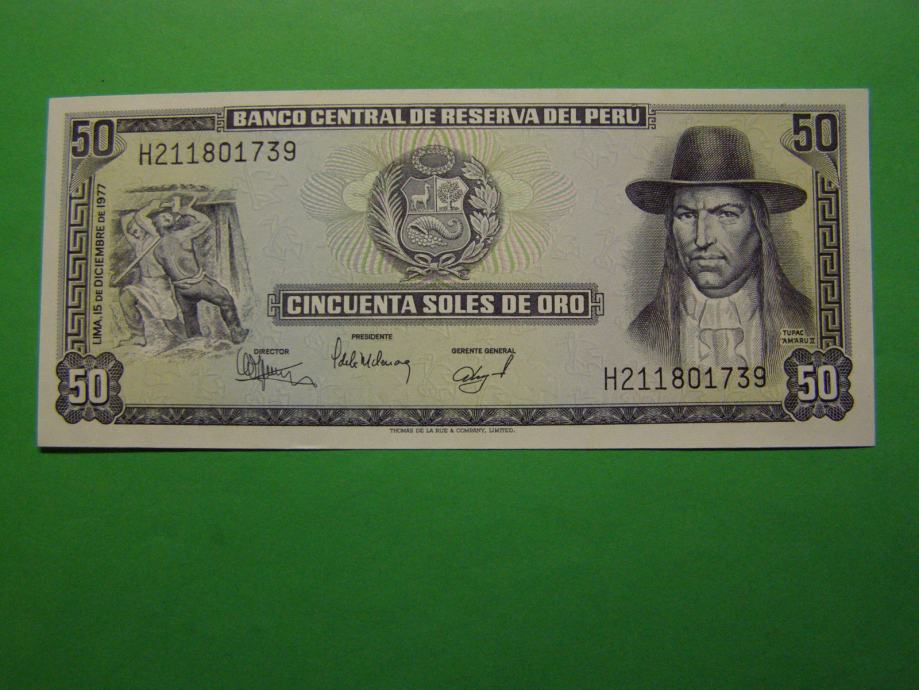 BANCO CENTRAL DE RESERVA DEL PERÚ
50
50
H211801739
LIMA, 15 DE DICIEMBRE DE 1977
CINCUENTA SOLES DE ORO
TUPAC
AMARU II
DIRECTOR
PRESIDENTE
GERENTE GENERAL
H211801739
50
50
THOMAS DE LA RUE & COMPANY, LIMITED.